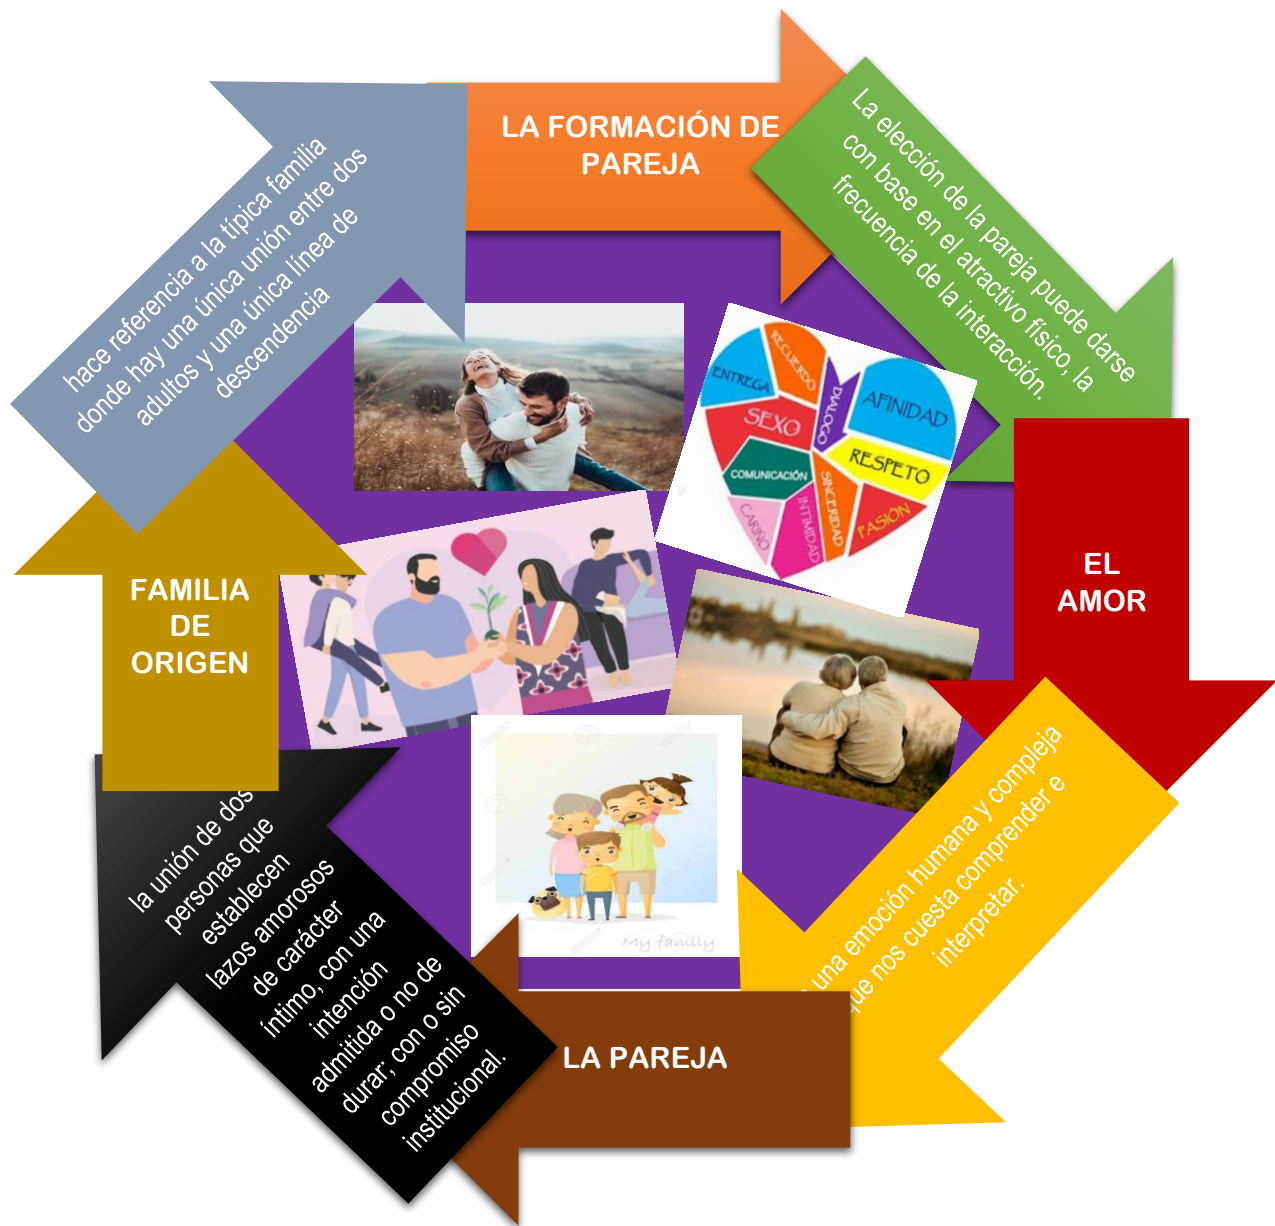 LA FORMACIÓN DE
PAREJA
La elección de la pareja puede darse
con base en el atractivo físico, la
frecuencia de la interacción.
EL
AMOR
una emoción humana y compleja
que nos cuesta comprender e
interpretar.
LA PAREJA
la unión de dos
personas que
establecen
lazos amorosos
de carácter
íntimo, con una
intención
admitida o no de
durar; con o sin
compromiso
institucional.
FAMILIA
DE
ORIGEN
hace referencia a la típica familia
donde hay una única unión entre dos
adultos y una única línea de
descendencia
RECUERDO
ENTREGA
DIALOGO
AFINIDAD
SEXO
RESPETO
COMUNICACIÓN
SINCERIDAD
PASIÓN
CARIÑO
INTIMIDAD
My family